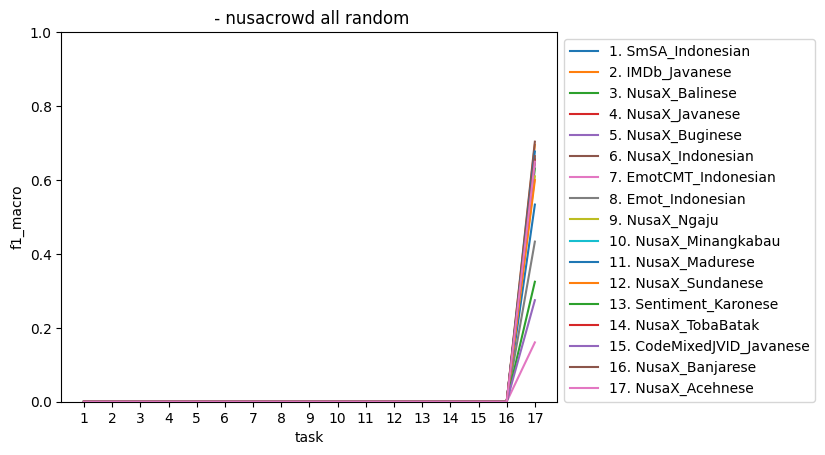 - nusacrowd all random
f1_macro
1.0
0.8
0.6
0.4
0.2
0.0
1 2 3 4 5 6 7 8 9 10 11 12 13 14 15 16 17
task
1. SmSA_Indonesian
2. IMDb_Javanese
3. NusaX_Balinese
4. NusaX_Javanese
5. NusaX_Buginese
6. NusaX_Indonesian
7. EmotCMT_Indonesian
8. Emot_Indonesian
9. NusaX_Ngaju
10. NusaX_Minangkabau
11. NusaX_Madurese
12. NusaX_Sundanese
13. Sentiment_Karonese
14. NusaX_TobaBatak
15. CodeMixedJVID_Javanese
16. NusaX_Banjarese
17. NusaX_Acehnese